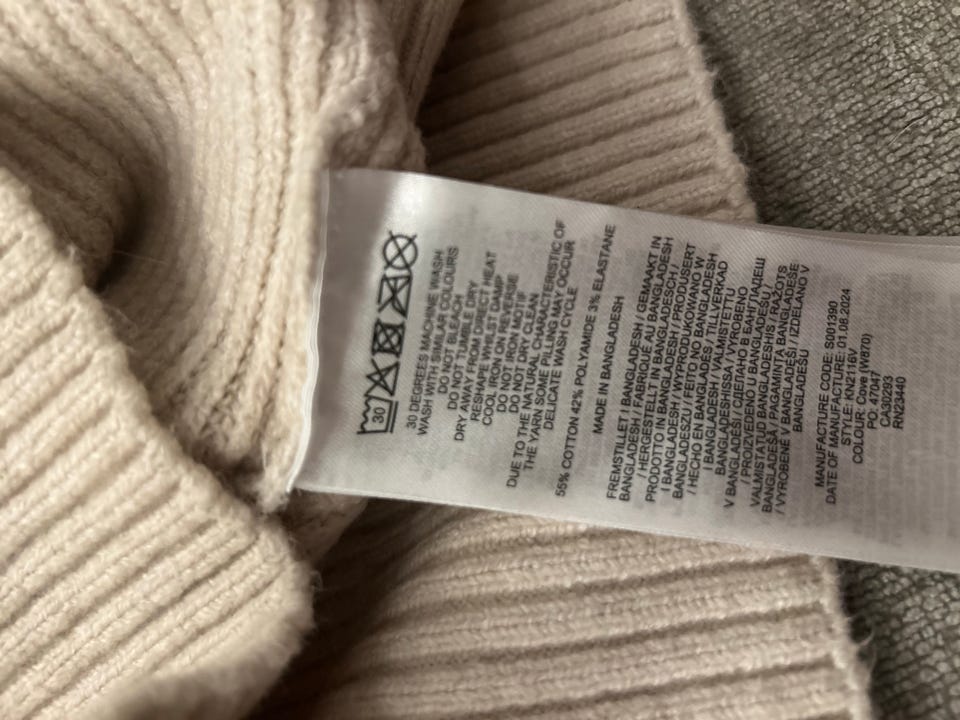 30
30 DEGREES MACHINE WASH
WASH WITH SIMILAR COLOURS
DO NOT BLEACH
DO NOT TUMBLE DRY
DRY AWAY FROM DIRECT HEAT
RESHAPE WHILST DAMP
COOL IRON ON REVERSE
DO NOT IRON MOTIF
DO NOT DRY CLEAN
DUE TO THE NATURAL CHARACTERISTIC OF
THE YARN SOME PILLING MAY OCCUR
DELICATE WASH CYCLE
55% COTTON 42% POLYAMIDE 3% ELASTANE
MADE IN BANGLADESH
FREMSTILLET I BANGLADESH / GEMAAKT IN
BANGLADESH / FABRIQUÉ AU BANGLADESH
/ HERGESTELLT IN BANGLADESCH /
PRODOTTO IN BANGLADESH / PRODUSERT
I BANGLADESH / WYPRODUKOWANO W
BANGLADESZU / FEITO NO BANGLADESH
/ HECHO EN BANGLADÉS / TILLVERKAD
I BANGLADESH / VALMISTETTU
BANGLADESHISSA / VYROBENO
V BANGLADÉŠI / СДЕЛАНО В БАНГЛАДЕШ
/ PROIZVEDENO U BANGLADEŠU /
VALMISTATUD BANGLADESHIS / RAŽOTS
BANGLADEŠĀ / PAGAMINTA BANGLADEŠE
/ VYROBENÉ V BANGLADÉŠI / IZDELANO V
BANGLADEŠU
MANUFACTURE CODE: S001390
DATE OF MANUFACTURE: 01.08.2024
STYLE: KN2116V
COLOUR: Cowe (W870)
PO: 477047
CA30293
RN23440